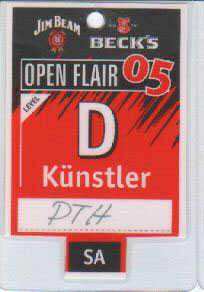 JIM BEAM
BECK'S
OPEN FLAIR 05
LEVEL
D
Künstler
PTH
SA